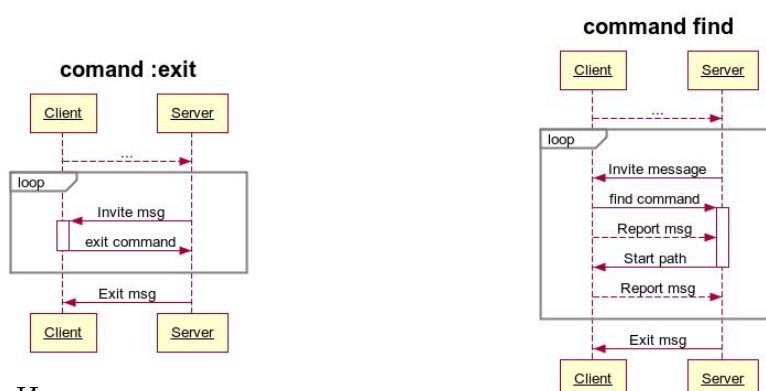 comand :exit
Client
Server
...
loop
Invite msg
exit command
Exit msg
Client
Server
command find
Client
Server
...
loop
Invite message
find command
Report msg
Start path
Report msg
Exit msg
Client
Server